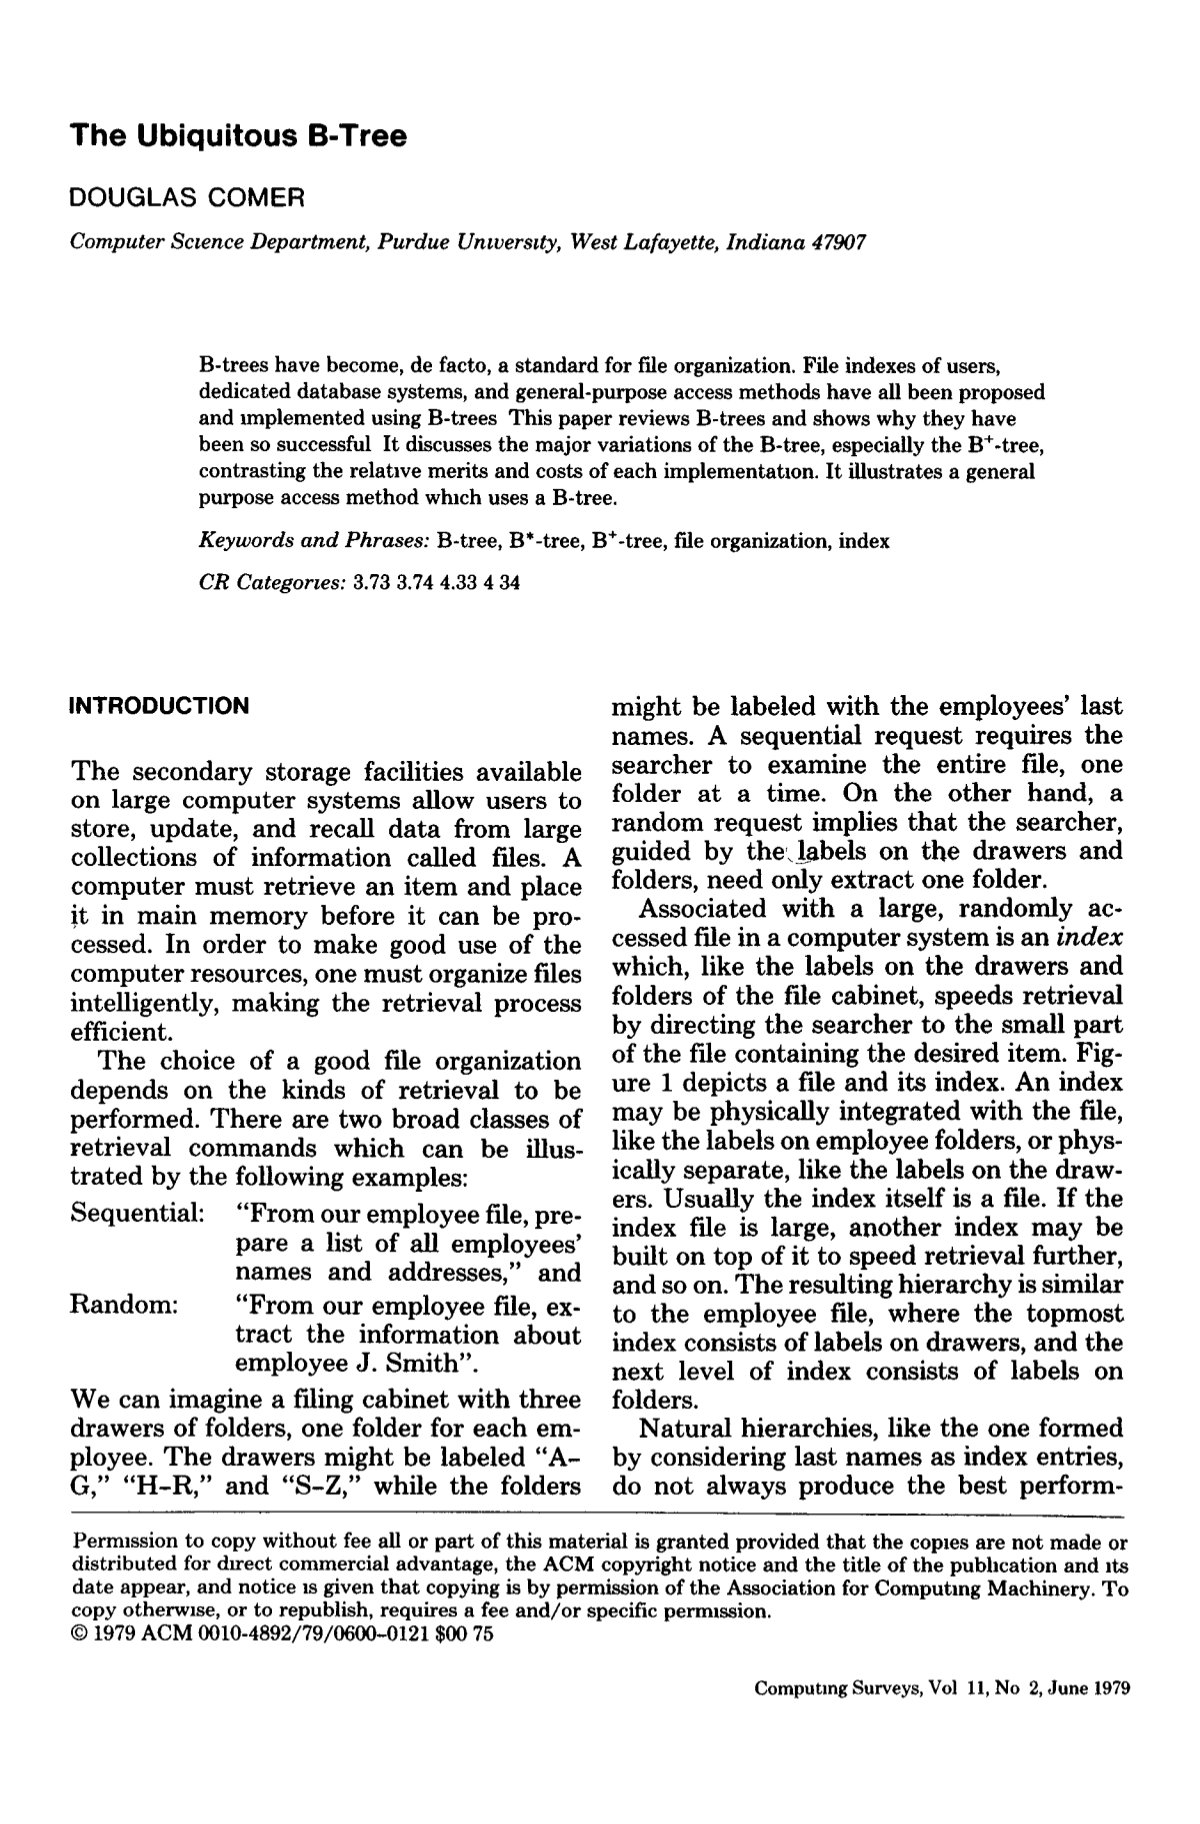 The Ubiquitous B-Tree
DOUGLAS COMER
Computer Science Department, Purdue University, West Lafayette, Indiana 47907
B-trees have become, de facto, a standard for file organization. File indexes of users,
dedicated database systems, and general-purpose access methods have all been proposed
and implemented using B-trees This paper reviews B-trees and shows why they have
been so successful It discusses the major variations of the B-tree, especially the B⁺-tree,
contrasting the relative merits and costs of each implementation. It illustrates a general
purpose access method which uses a B-tree.
Keywords and Phrases: B-tree, B*-tree, B⁺-tree, file organization, index
CR Categories: 3.73 3.74 4.33 4 34
INTRODUCTION
The secondary storage facilities available
on large computer systems allow users to
store, update, and recall data from large
collections of information called files. A
computer must retrieve an item and place
it in main memory before it can be pro-
cessed. In order to make good use of the
computer resources, one must organize files
intelligently, making the retrieval process
efficient.
The choice of a good file organization
depends on the kinds of retrieval to be
performed. There are two broad classes of
retrieval commands which can be illus-
trated by the following examples:
Sequential: “From our employee file, pre-
pare a list of all employees’
names and addresses,” and
Random: “From our employee file, ex-
tract the information about
employee J. Smith”.
We can imagine a filing cabinet with three
drawers of folders, one folder for each em-
ployee. The drawers might be labeled “A–
G,” “H–R,” and “S–Z,” while the folders
might be labeled with the employees’ last
names. A sequential request requires the
searcher to examine the entire file, one
folder at a time. On the other hand, a
random request implies that the searcher,
guided by the labels on the drawers and
folders, need only extract one folder.
Associated with a large, randomly ac-
cessed file in a computer system is an index
which, like the labels on the drawers and
folders of the file cabinet, speeds retrieval
by directing the searcher to the small part
of the file containing the desired item. Fig-
ure 1 depicts a file and its index. An index
may be physically integrated with the file,
like the labels on employee folders, or phys-
ically separate, like the labels on the draw-
ers. Usually the index itself is a file. If the
index file is large, another index may be
built on top of it to speed retrieval further,
and so on. The resulting hierarchy is similar
to the employee file, where the topmost
index consists of labels on drawers, and the
next level of index consists of labels on
folders.
Natural hierarchies, like the one formed
by considering last names as index entries,
do not always produce the best perform-
Permission to copy without fee all or part of this material is granted provided that the copies are not made or
distributed for direct commercial advantage, the ACM copyright notice and the title of the publication and its
date appear, and notice is given that copying is by permission of the Association for Computing Machinery. To
copy otherwise, or to republish, requires a fee and/or specific permission.
© 1979 ACM 0010-4892/79/0600-0121 $00 75
Computing Surveys, Vol 11, No 2, June 1979